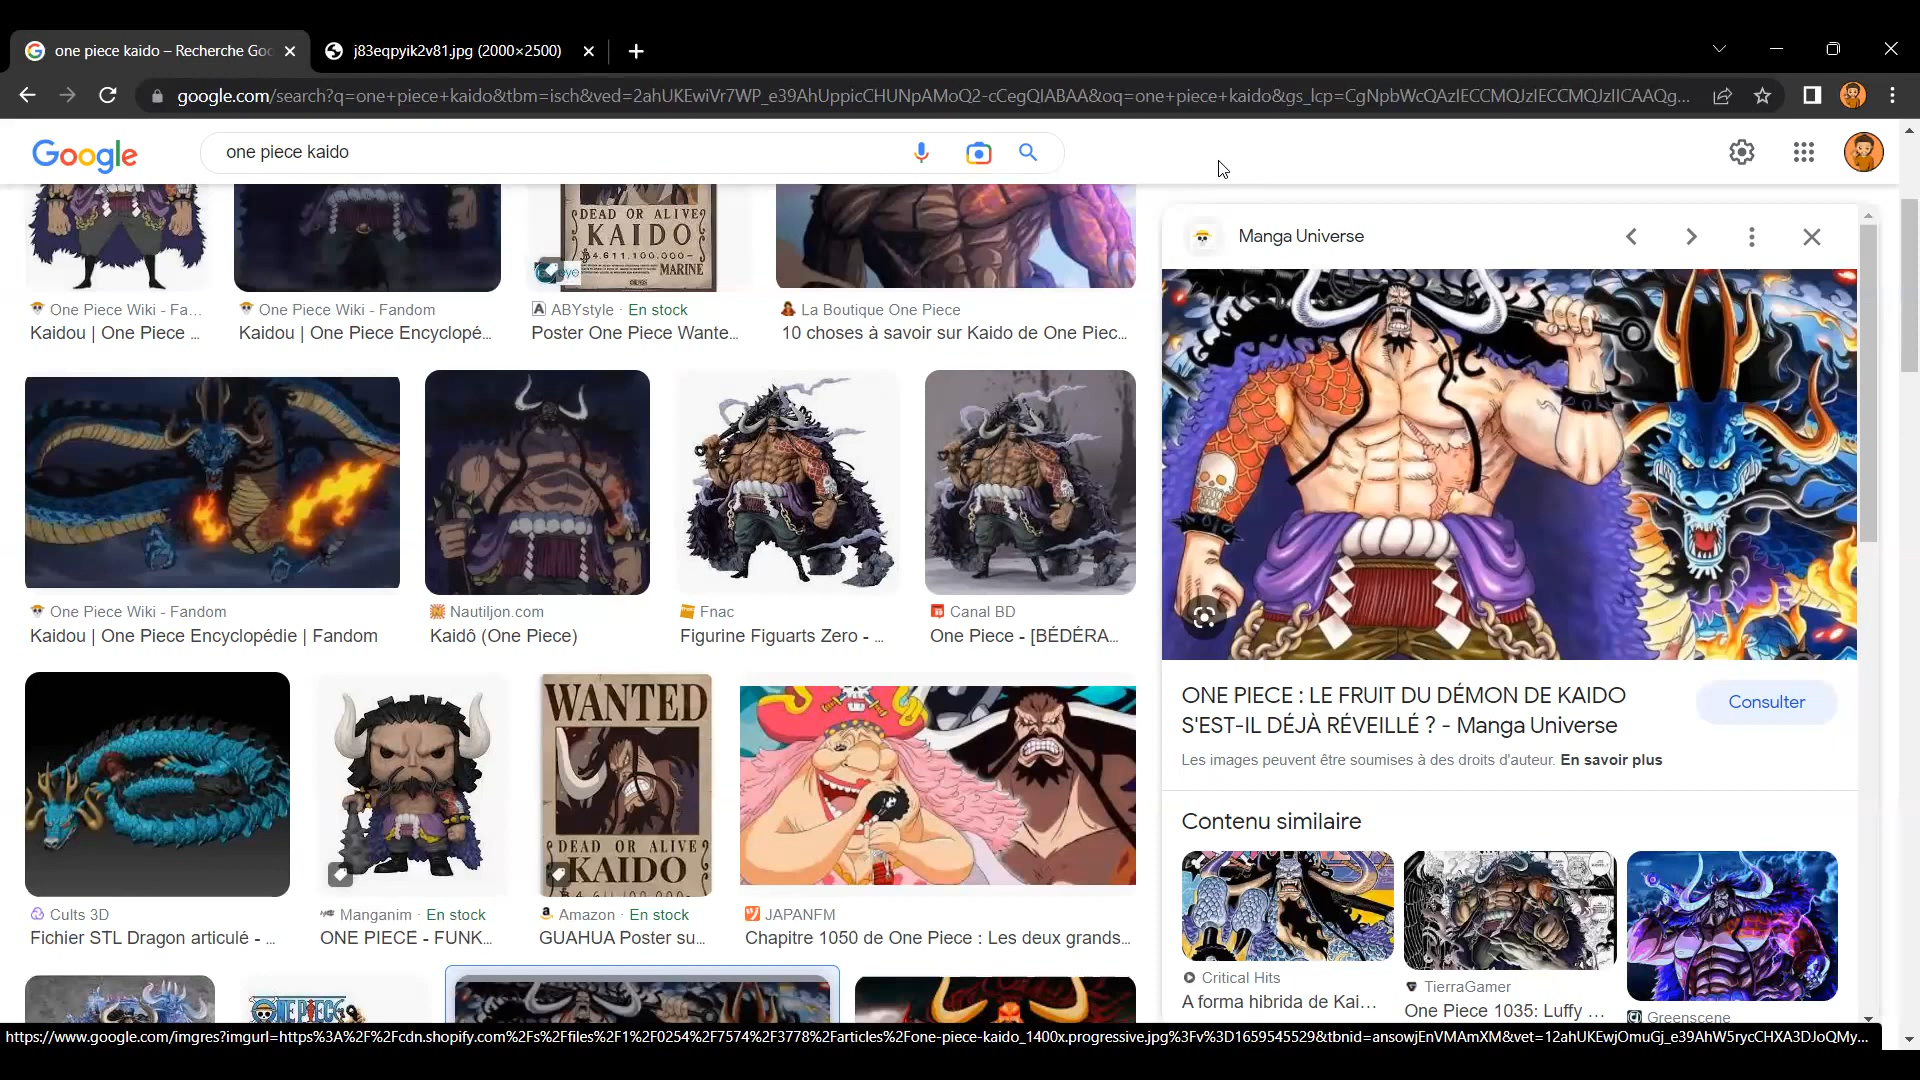 one piece kaido – Recherche Goo
j83eqpyik2v81.jpg (2000×2500)
google.com/search?q=one+piece+kaido&tbm=isch&ved=2ahUKEwiVr7WP_e39AhUppicCHUNpAMoQ2-cCegQIABAA&oq=one+piece+kaido&gs_lcp=CgNpbWcQAzIECCMQJzIECCMQJzIICAAQg...
Google
one piece kaido
DEAD OR ALIVE
KAIDO
4.611.100.000-
MARINE
One Piece Wiki - Fa...
Kaidou | One Piece ...
One Piece Wiki - Fandom
Kaidou | One Piece Encyclopé...
ABYstyle · En stock
Poster One Piece Wante...
La Boutique One Piece
10 choses à savoir sur Kaido de One Piec...
Manga Universe
One Piece Wiki - Fandom
Kaidou | One Piece Encyclopédie | Fandom
Nautiljon.com
Kaidô (One Piece)
Fnac
Figurine Figuarts Zero - ...
Canal BD
One Piece - [BÉDÉRA...
WANTED
DEAD OR ALIVE
KAIDO
Cults 3D
Fichier STL Dragon articulé - ...
Manganim · En stock
ONE PIECE - FUNK...
Amazon · En stock
GUAHUA Poster su...
JAPANFM
Chapitre 1050 de One Piece : Les deux grands...
ONE PIECE
ONE PIECE : LE FRUIT DU DÉMON DE KAIDO
S'EST-IL DÉJÀ RÉVEILLÉ ? - Manga Universe
Consulter
Les images peuvent être soumises à des droits d'auteur. En savoir plus
Contenu similaire
Critical Hits
A forma hibrida de Kai...
TierraGamer
One Piece 1035: Luffy ...
Greenscene
https://www.google.com/imgres?imgurl=https%3A%2F%2Fcdn.shopify.com%2Fs%2Ffiles%2F1%2F0254%2F7574%2F3778%2Farticles%2Fone-piece-kaido_1400x.progressive.jpg%3Fv%3D1659545529&tbnid=ansowjEnVMAmXM&vet=12ahUKEwjOmuGj_e39AhW5rycCHXA3DJoQMy...